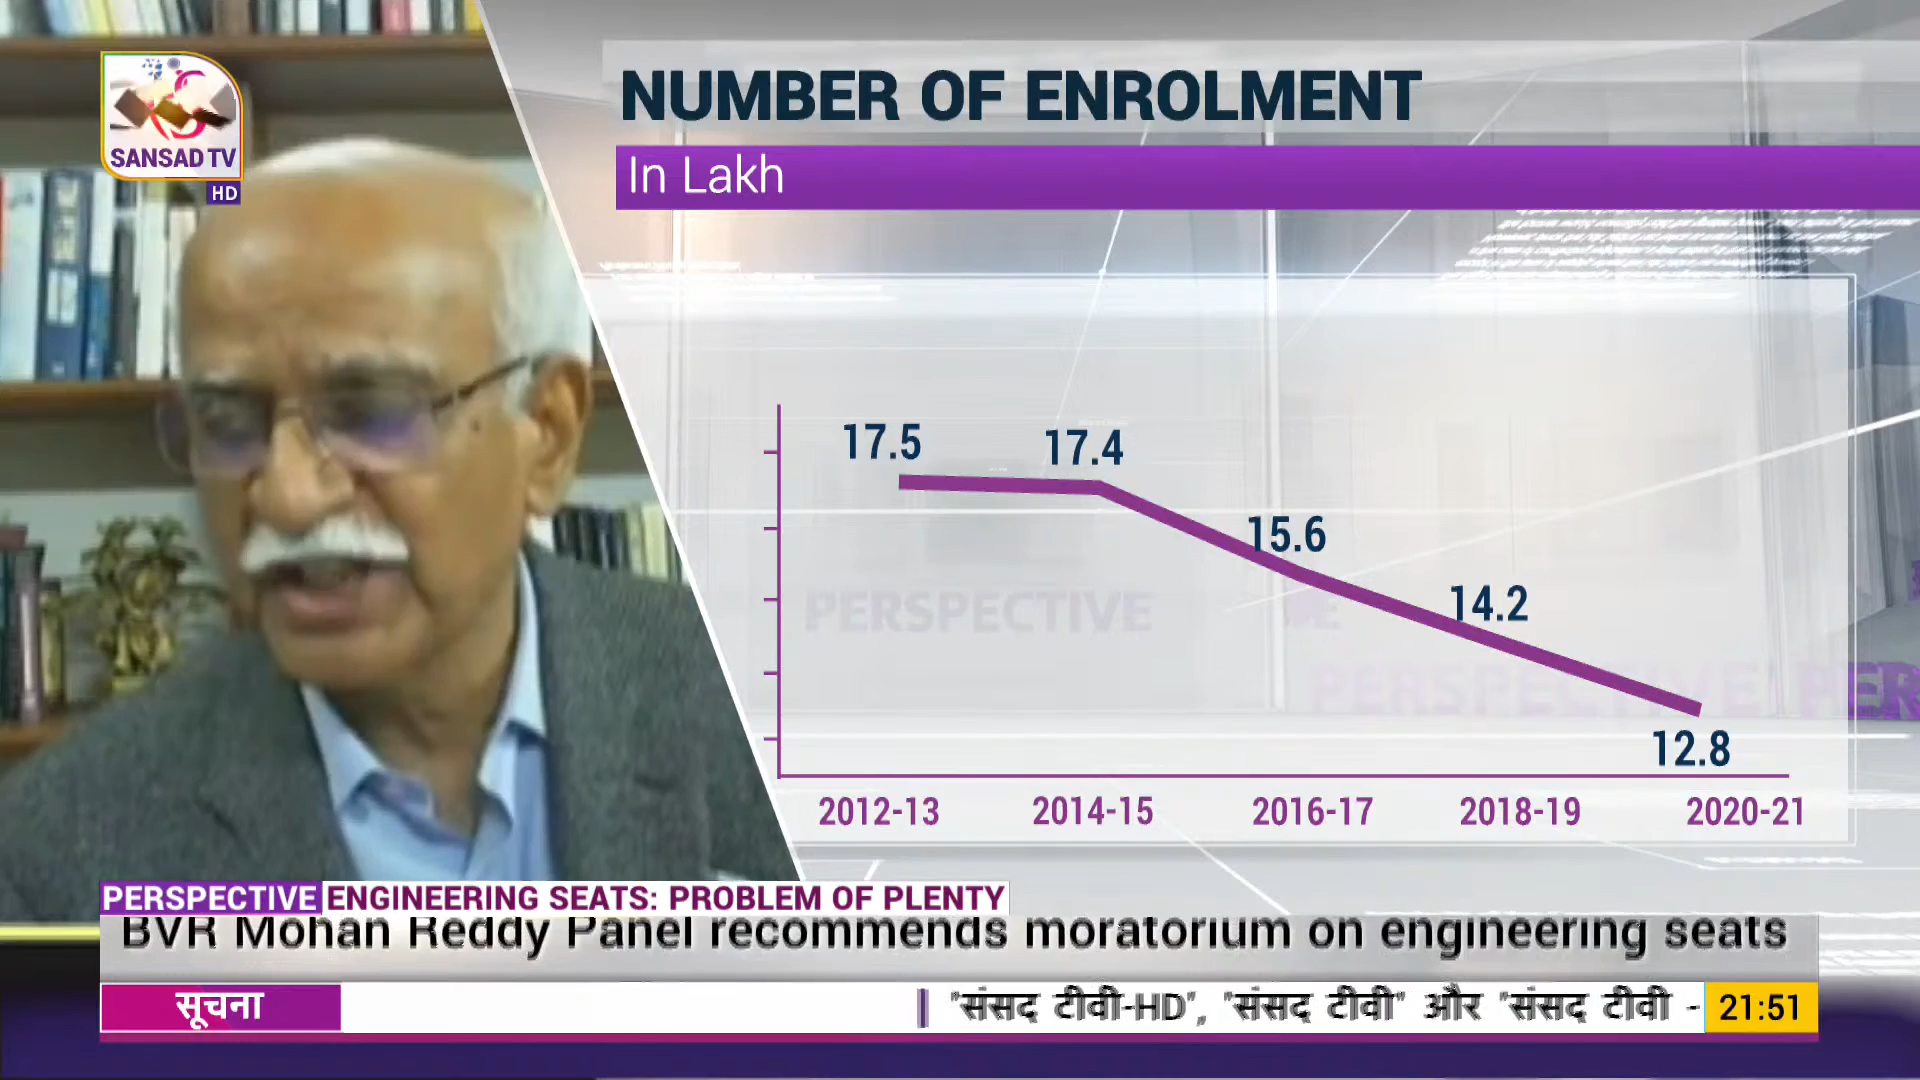 SANSAD TV
HD
NUMBER OF ENROLMENT
In Lakh
17.5
17.4
15.6
14.2
12.8
PERSPECTIVE
PERSPECTIVE
2012-13
2014-15
2016-17
2018-19
2020-21
PERSPECTIVE ENGINEERING SEATS: PROBLEM OF PLENTY
BVR Mohan Reddy Panel recommends moratorium on engineering seats
सूचना
| "संसद टीवी-HD", "संसद टीवी" और "संसद टीवी -
21:51